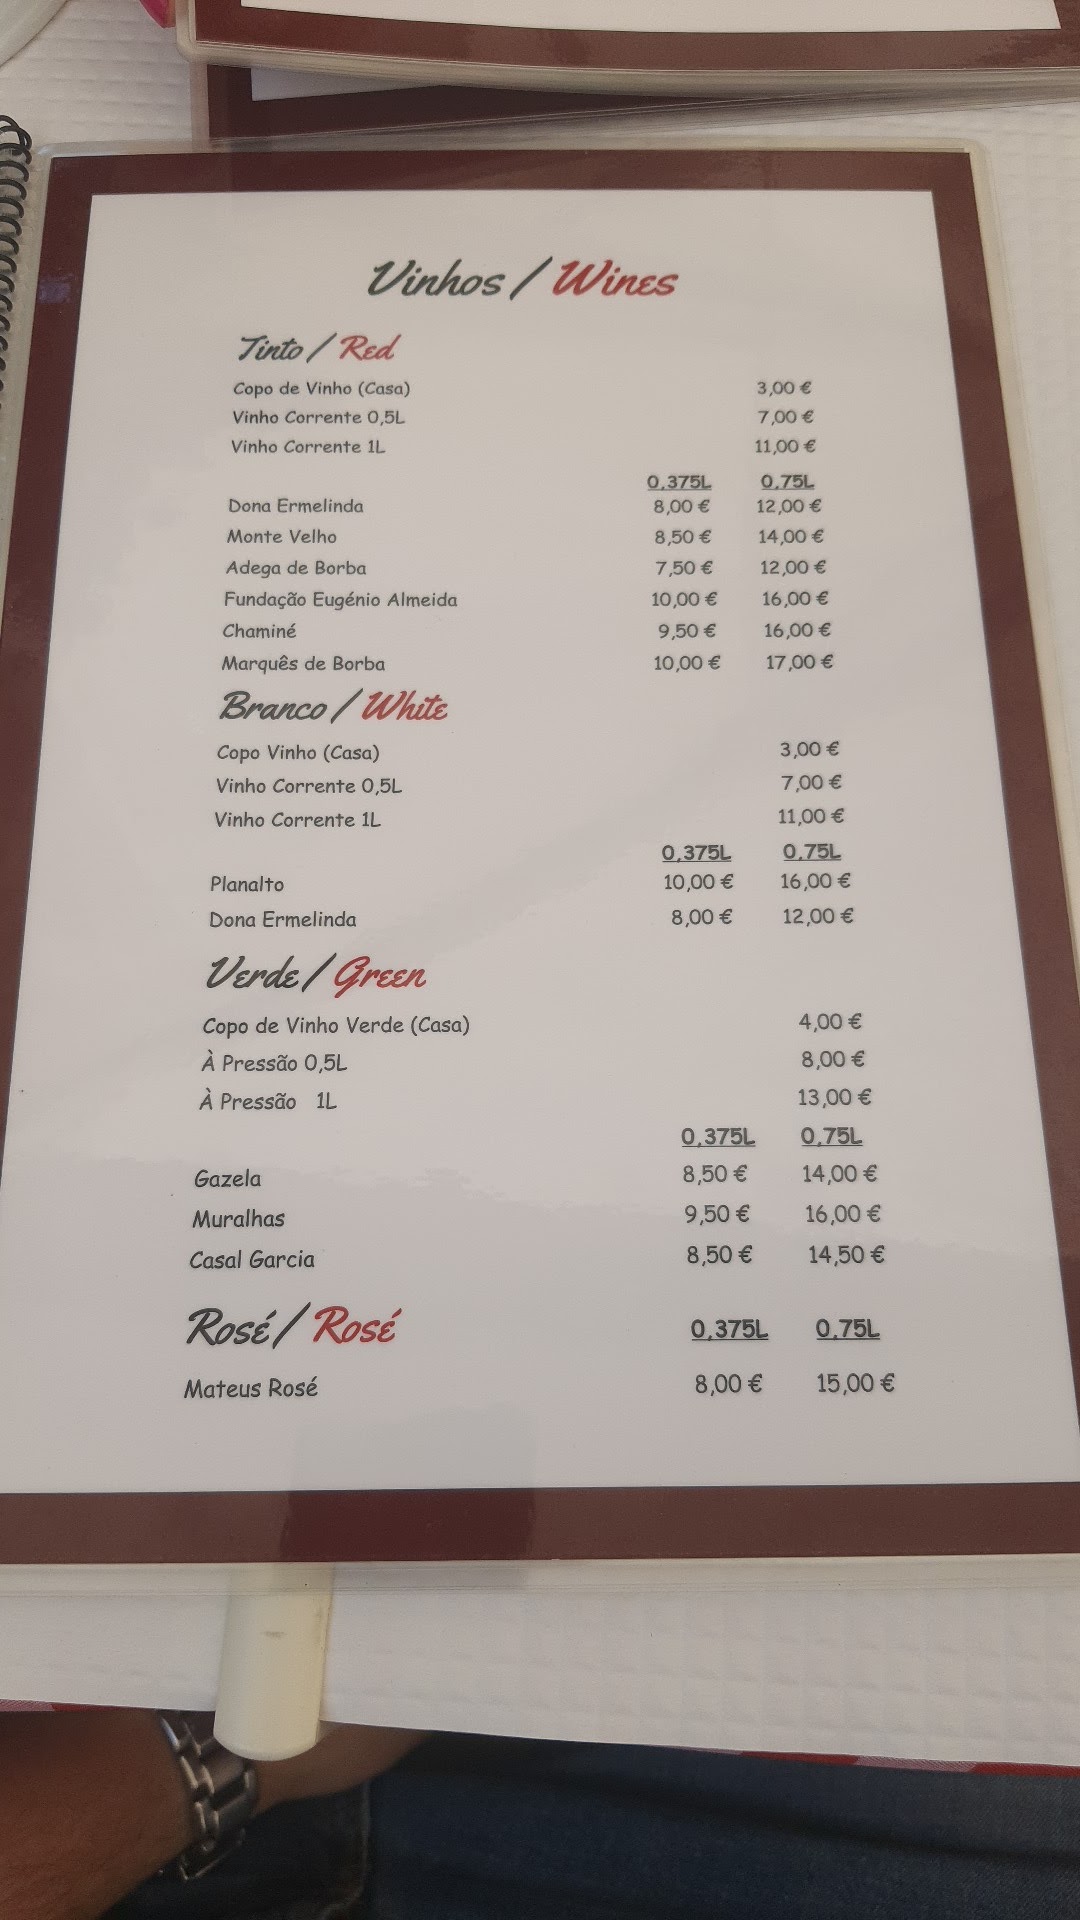 Vinhos / Wines
Tinto / Red
Copo de Vinho (Casa) 3,00 €
Vinho Corrente 0,5L 7,00 €
Vinho Corrente 1L 11,00 €
0,375L 0,75L
Dona Ermelinda 8,00 € 12,00 €
Monte Velho 8,50 € 14,00 €
Adega de Borba 7,50 € 12,00 €
Fundação Eugénio Almeida 10,00 € 16,00 €
Chaminé 9,50 € 16,00 €
Marquês de Borba 10,00 € 17,00 €
Branco / White
Copo Vinho (Casa) 3,00 €
Vinho Corrente 0,5L 7,00 €
Vinho Corrente 1L 11,00 €
0,375L 0,75L
Planalto 10,00 € 16,00 €
Dona Ermelinda 8,00 € 12,00 €
Verde / Green
Copo de Vinho Verde (Casa) 4,00 €
À Pressão 0,5L 8,00 €
À Pressão 1L 13,00 €
0,375L 0,75L
Gazela 8,50 € 14,00 €
Muralhas 9,50 € 16,00 €
Casal Garcia 8,50 € 14,50 €
Rosé / Rosé 0,375L 0,75L
Mateus Rosé 8,00 € 15,00 €